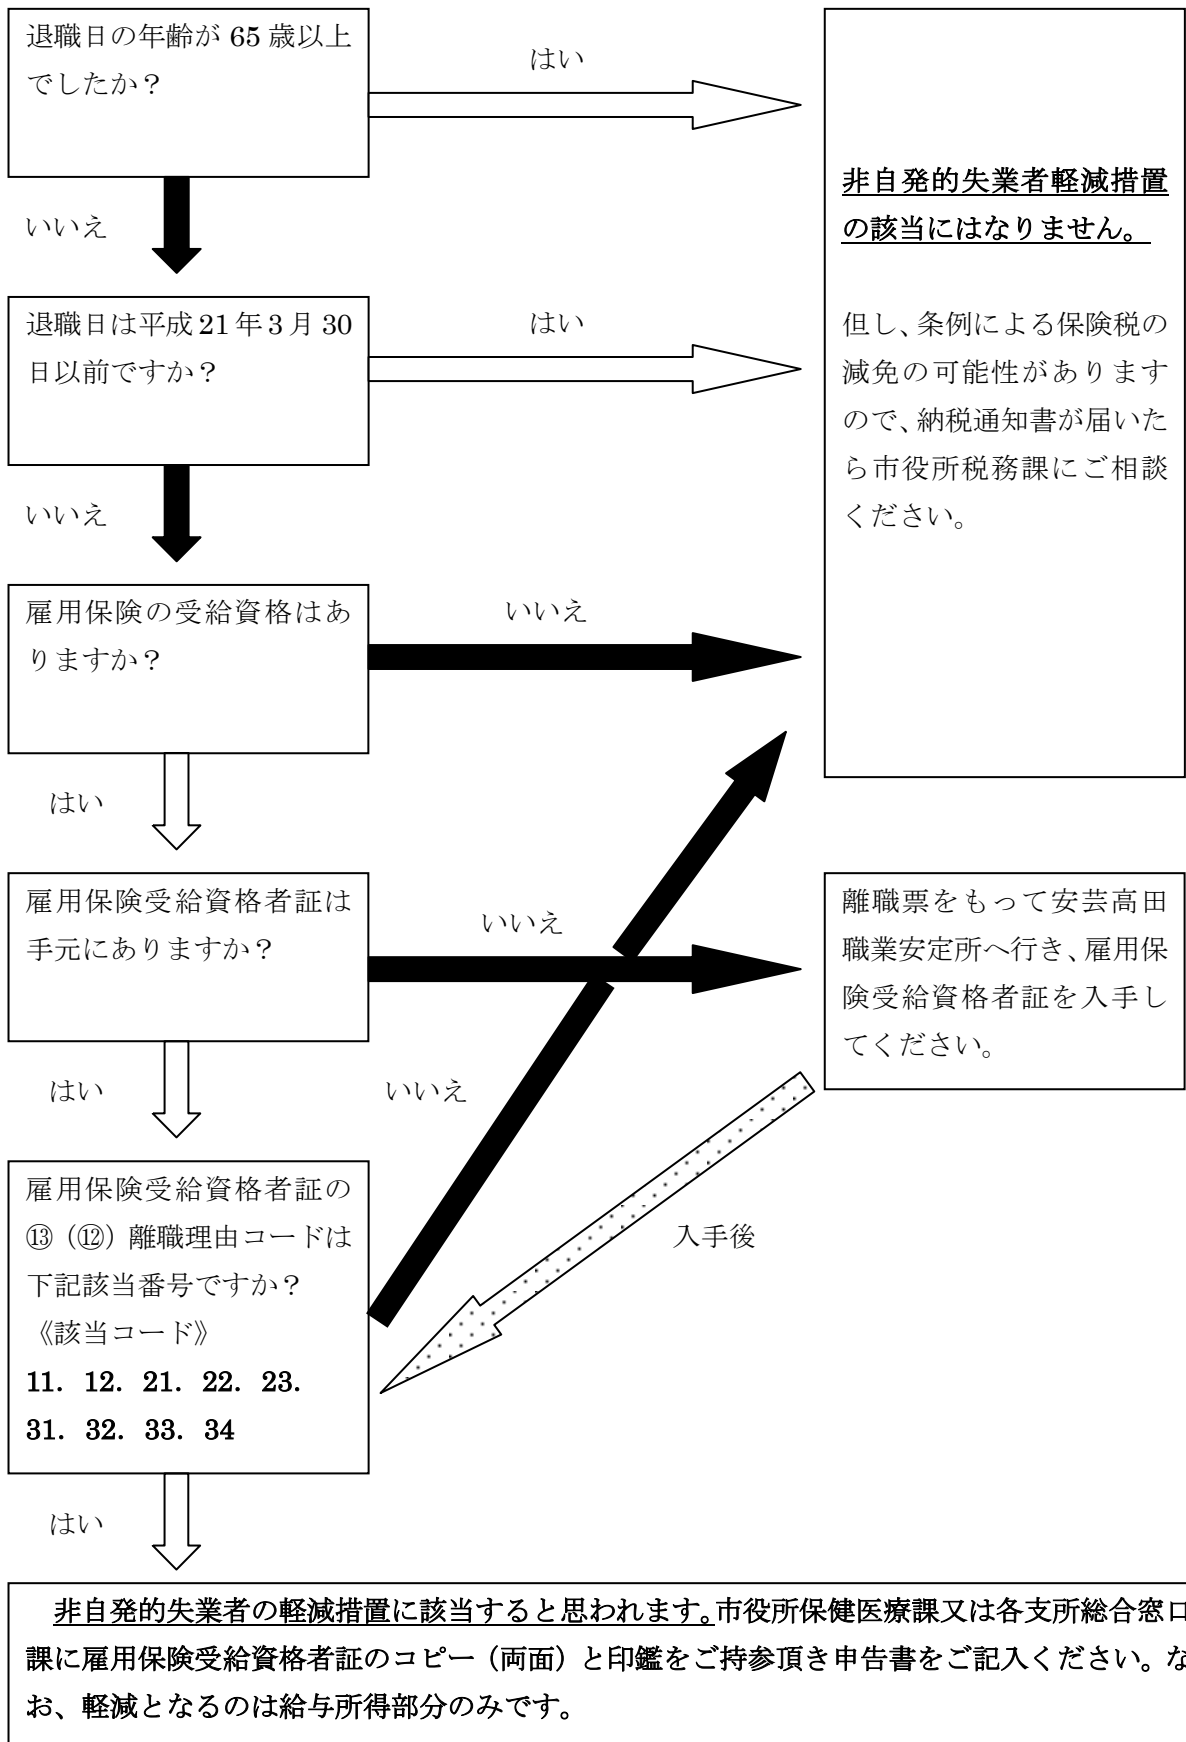 退職日の年齢が 65 歳以上
でしたか？
はい
いいえ
退職日は平成 21 年 3 月 30
日以前ですか？
はい
いいえ
雇用保険の受給資格はあ
りますか？
いいえ
はい
雇用保険受給資格者証は
手元にありますか？
いいえ
はい
雇用保険受給資格者証の
⑬（⑫）離職理由コードは
下記該当番号ですか？
《該当コード》
11．12．21．22．23．
31．32．33．34
いいえ
はい
非自発的失業者軽減措置
の該当にはなりません。
但し、条例による保険税の
減免の可能性があります
ので、納税通知書が届いた
ら市役所税務課にご相談
ください。
離職票をもって安芸高田
職業安定所へ行き、雇用保
険受給資格者証を入手し
てください。
入手後
非自発的失業者の軽減措置に該当すると思われます。市役所保健医療課又は各支所総合窓口
課に雇用保険受給資格者証のコピー（両面）と印鑑をご持参頂き申告書をご記入ください。な
お、軽減となるのは給与所得部分のみです。